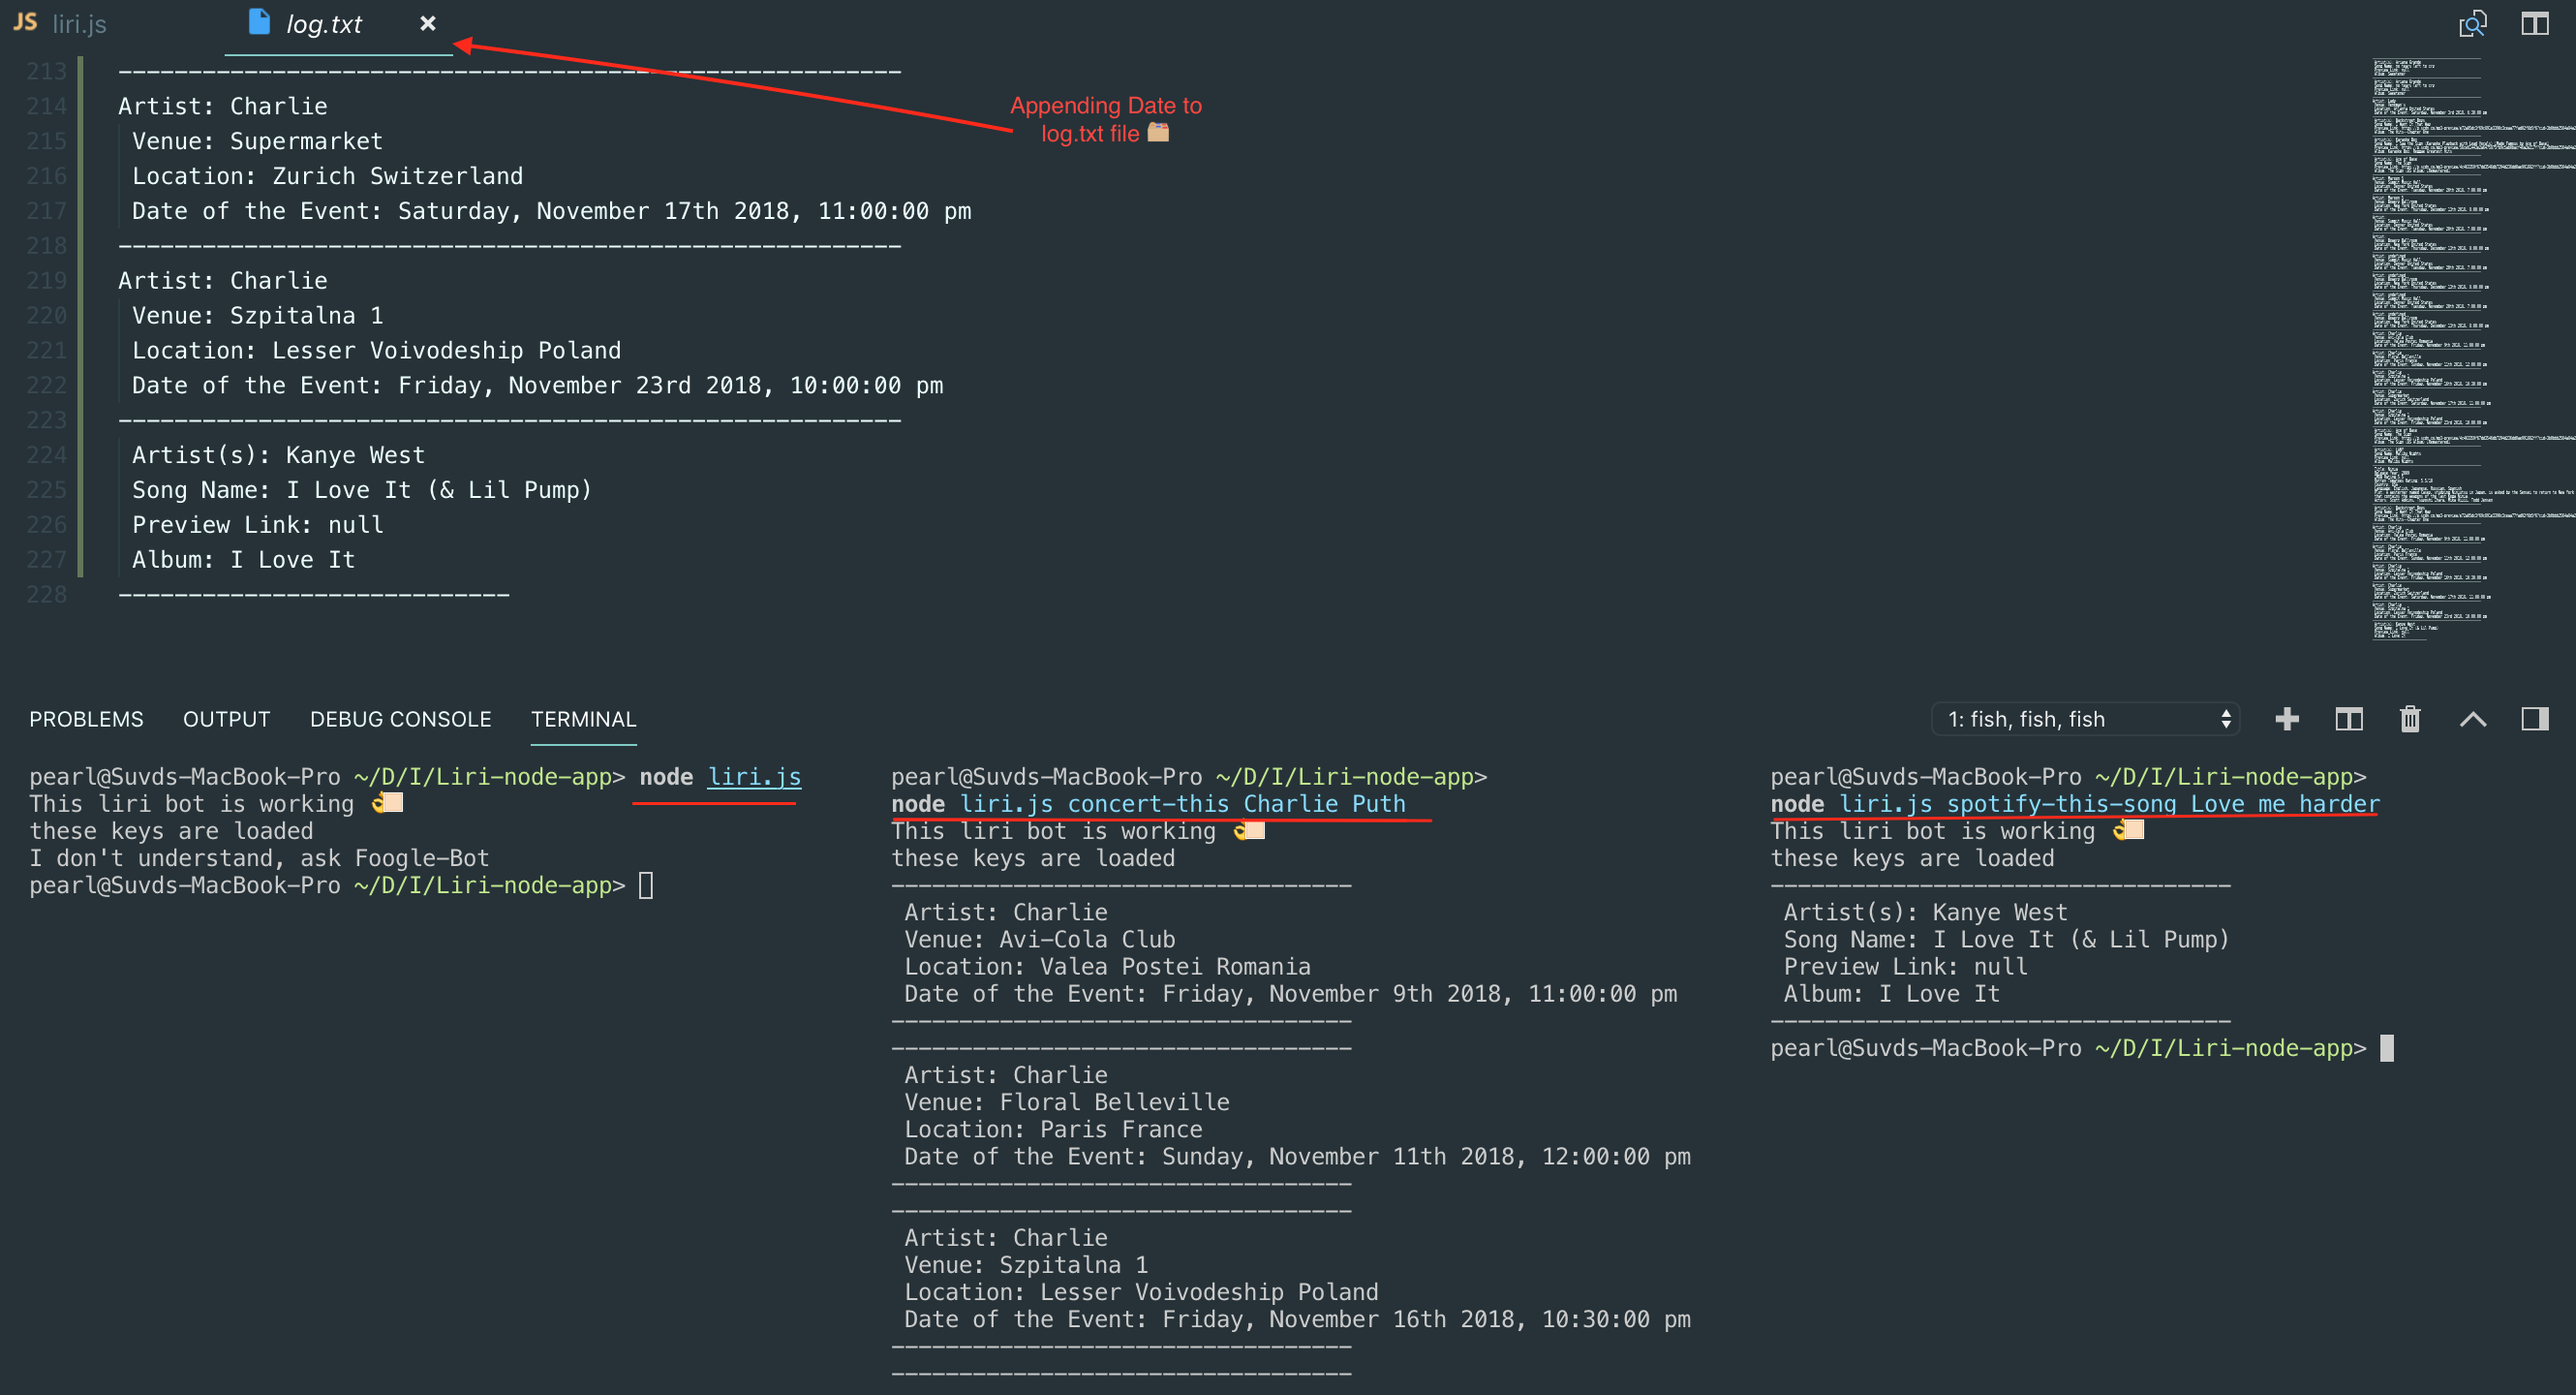 JS liri.js
log.txt
213 --------------------------------------------------------
214 Artist: Charlie
215 Venue: Supermarket
216 Location: Zurich Switzerland
217 Date of the Event: Saturday, November 17th 2018, 11:00:00 pm
218 --------------------------------------------------------
219 Artist: Charlie
220 Venue: Szpitalna 1
221 Location: Lesser Voivodeship Poland
222 Date of the Event: Friday, November 23rd 2018, 10:00:00 pm
223 --------------------------------------------------------
224 Artist(s): Kanye West
225 Song Name: I Love It (& Lil Pump)
226 Preview Link: null
227 Album: I Love It
228 ----------------------------
Appending Date to
log.txt file 🗂️
PROBLEMS OUTPUT DEBUG CONSOLE TERMINAL
1: fish, fish, fish
pearl@Suvds-MacBook-Pro ~/D/I/Liri-node-app> node liri.js
This liri bot is working 👌🏻
these keys are loaded
I don't understand, ask Foogle-Bot
pearl@Suvds-MacBook-Pro ~/D/I/Liri-node-app>
pearl@Suvds-MacBook-Pro ~/D/I/Liri-node-app>
node liri.js concert-this Charlie Puth
This liri bot is working 👌🏻
these keys are loaded
----------------------------------
Artist: Charlie
Venue: Avi-Cola Club
Location: Valea Postei Romania
Date of the Event: Friday, November 9th 2018, 11:00:00 pm
----------------------------------
----------------------------------
Artist: Charlie
Venue: Floral Belleville
Location: Paris France
Date of the Event: Sunday, November 11th 2018, 12:00:00 pm
----------------------------------
----------------------------------
Artist: Charlie
Venue: Szpitalna 1
Location: Lesser Voivodeship Poland
Date of the Event: Friday, November 16th 2018, 10:30:00 pm
----------------------------------
----------------------------------
pearl@Suvds-MacBook-Pro ~/D/I/Liri-node-app>
node liri.js spotify-this-song Love me harder
This liri bot is working 👌🏻
these keys are loaded
----------------------------------
Artist(s): Kanye West
Song Name: I Love It (& Lil Pump)
Preview Link: null
Album: I Love It
----------------------------------
pearl@Suvds-MacBook-Pro ~/D/I/Liri-node-app>